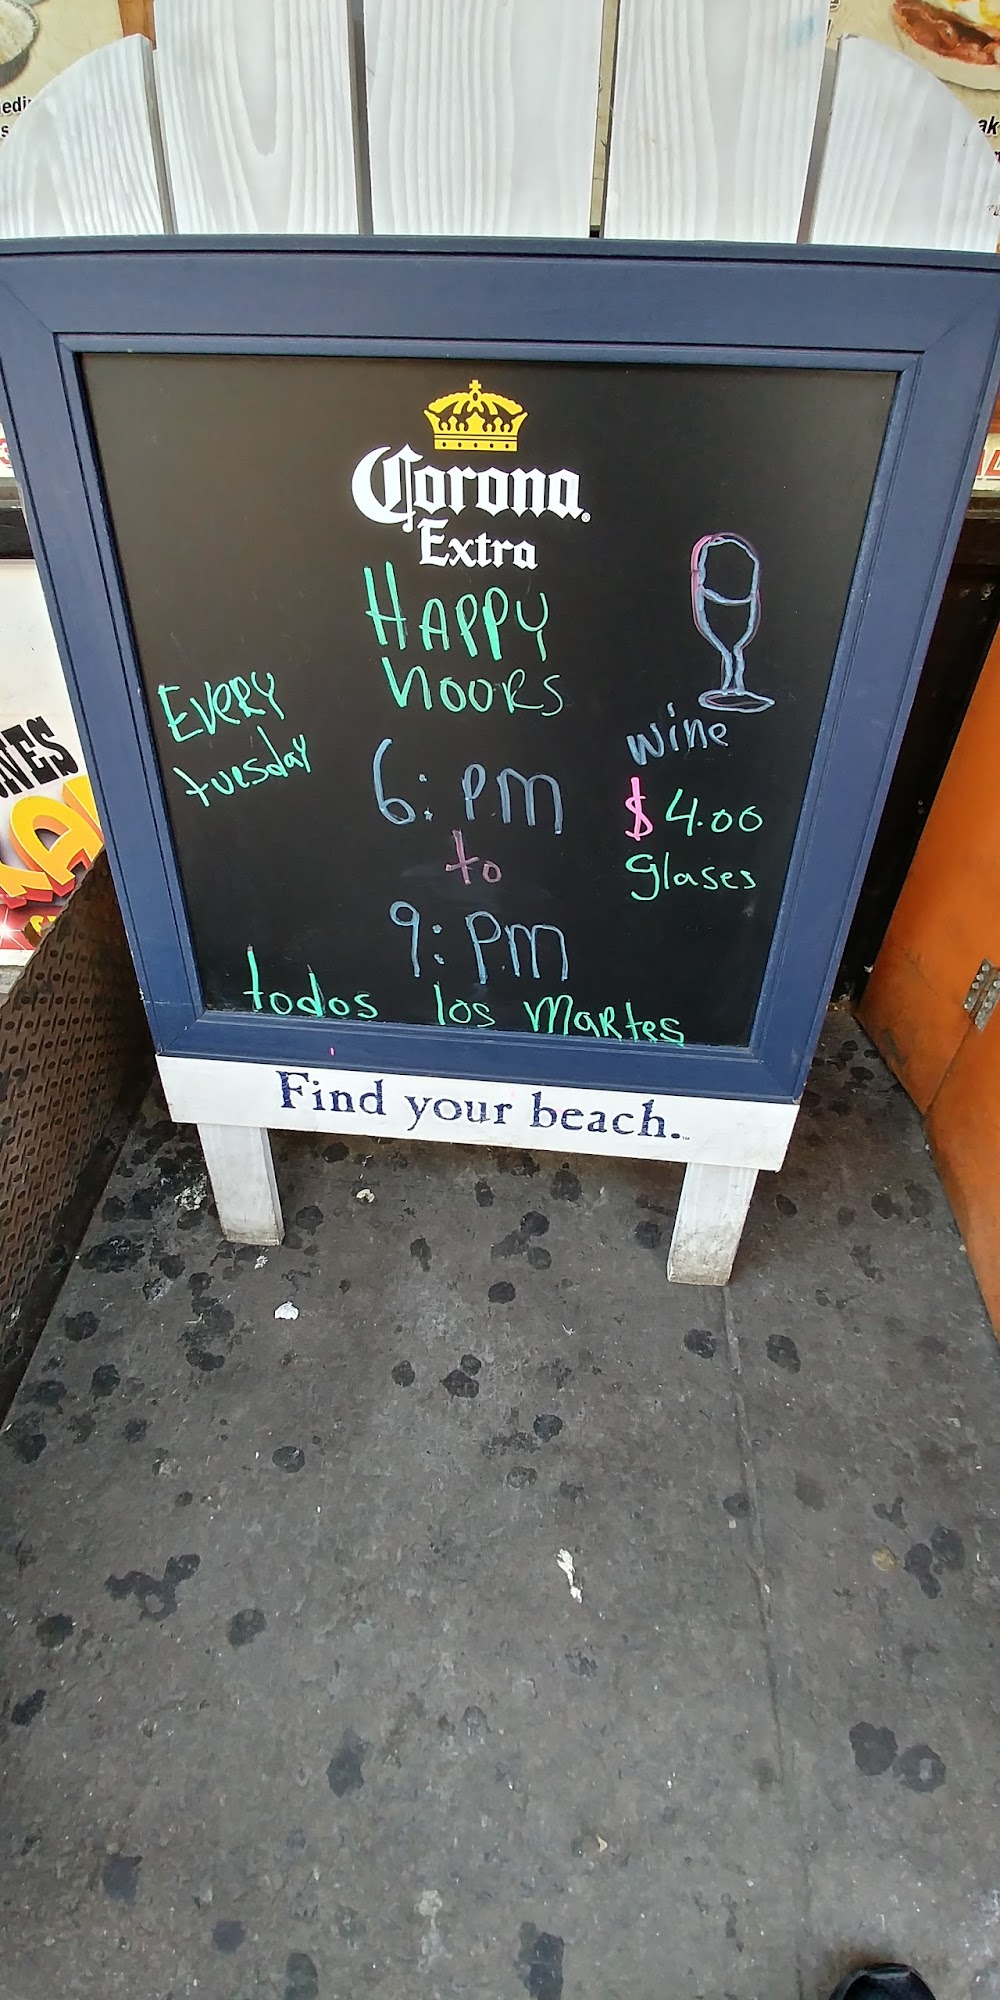 Corona
Extra
HAPPY
hOURS
EVERY
tuesday
6: PM
to
9: PM
wine
$4.00
glases
todos los maRtes
Find your beach.